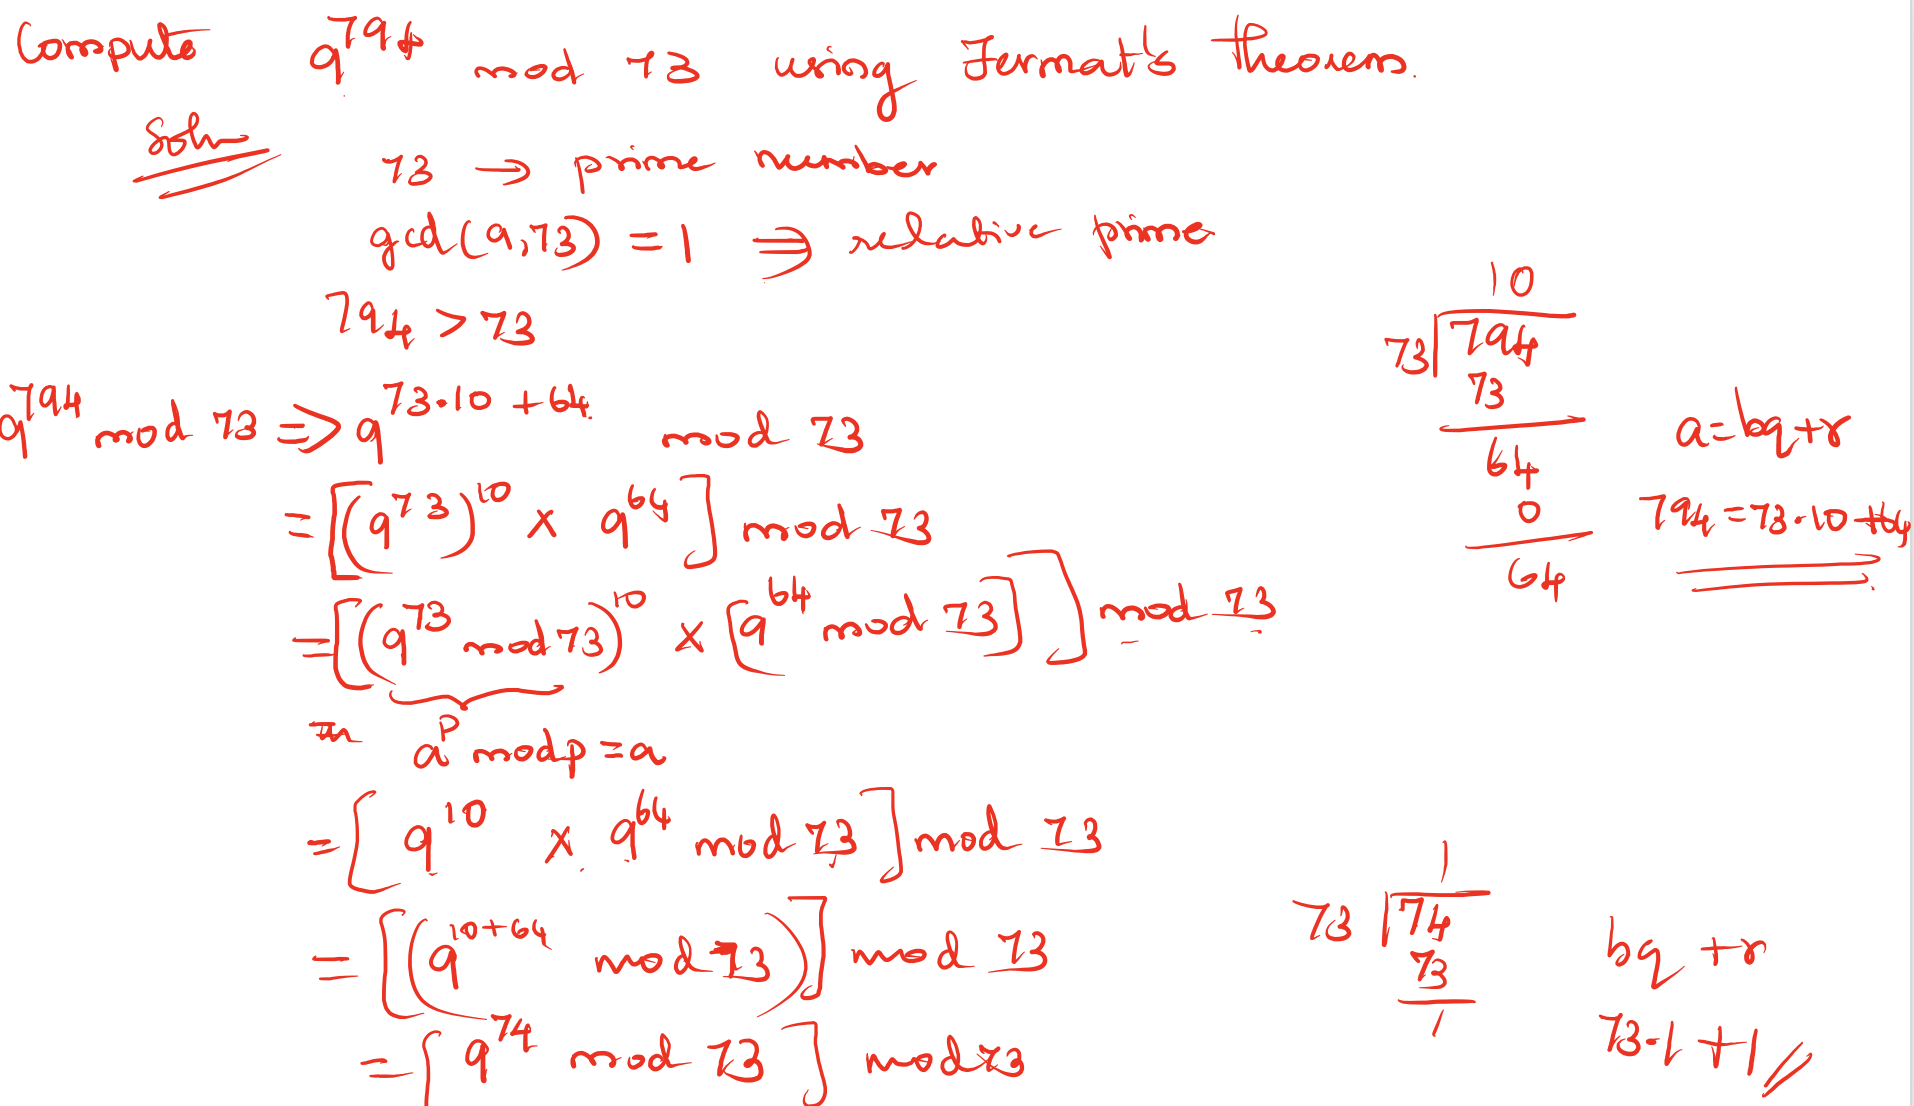 Compute 9^794 mod 73 using Fermat's theorem.
Soln
73 → prime number
gcd(9,73) = 1 ⇒ relative prime
794 > 73
9^794 mod 73 ⇒ 9^(73·10+64) mod 73
= [(9^73)^10 × 9^64] mod 73
= [(9^73 mod 73)^10 × [9^64 mod 73]] mod 73
a^p mod p = a
= [9^10 × 9^64 mod 73] mod 73
= [(9^(10+64) mod 73)] mod 73
= [9^74 mod 73] mod 73
10
73 794
73
64
0
64
a = bq + r
794 = 73·10 + 64
1
73 74
73
1
bq + r
73·1 + 1 //